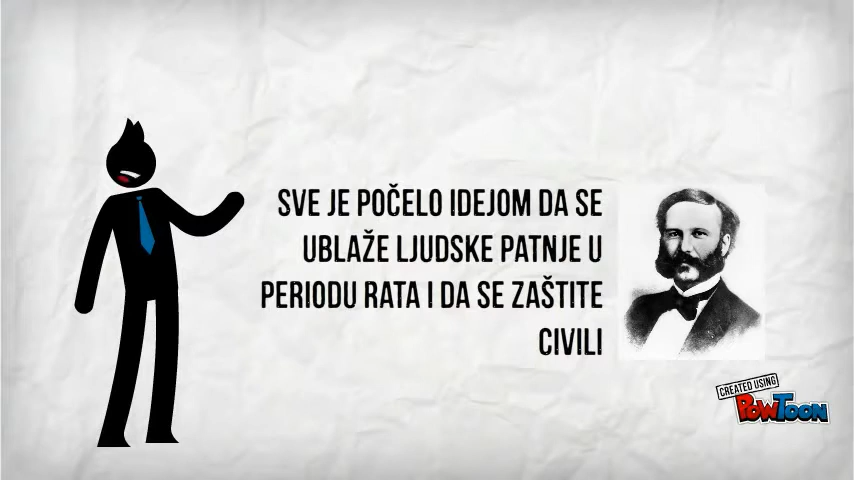 SVE JE POČELO IDEJOM DA SE
UBLAŽE LJUDSKE PATNJE U
PERIODU RATA I DA SE ZAŠTITE
CIVILI
CREATED USING
POWTOON